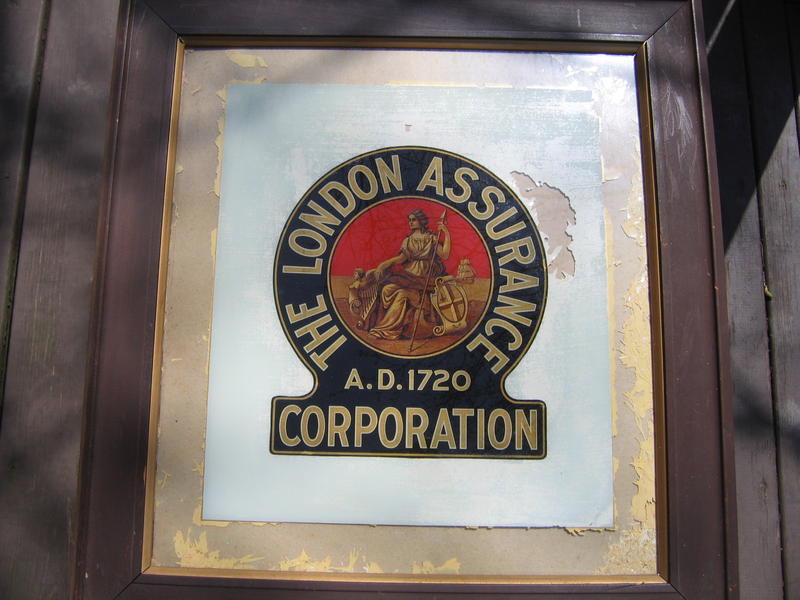 THE LONDON ASSURANCE
A.D.1720
CORPORATION